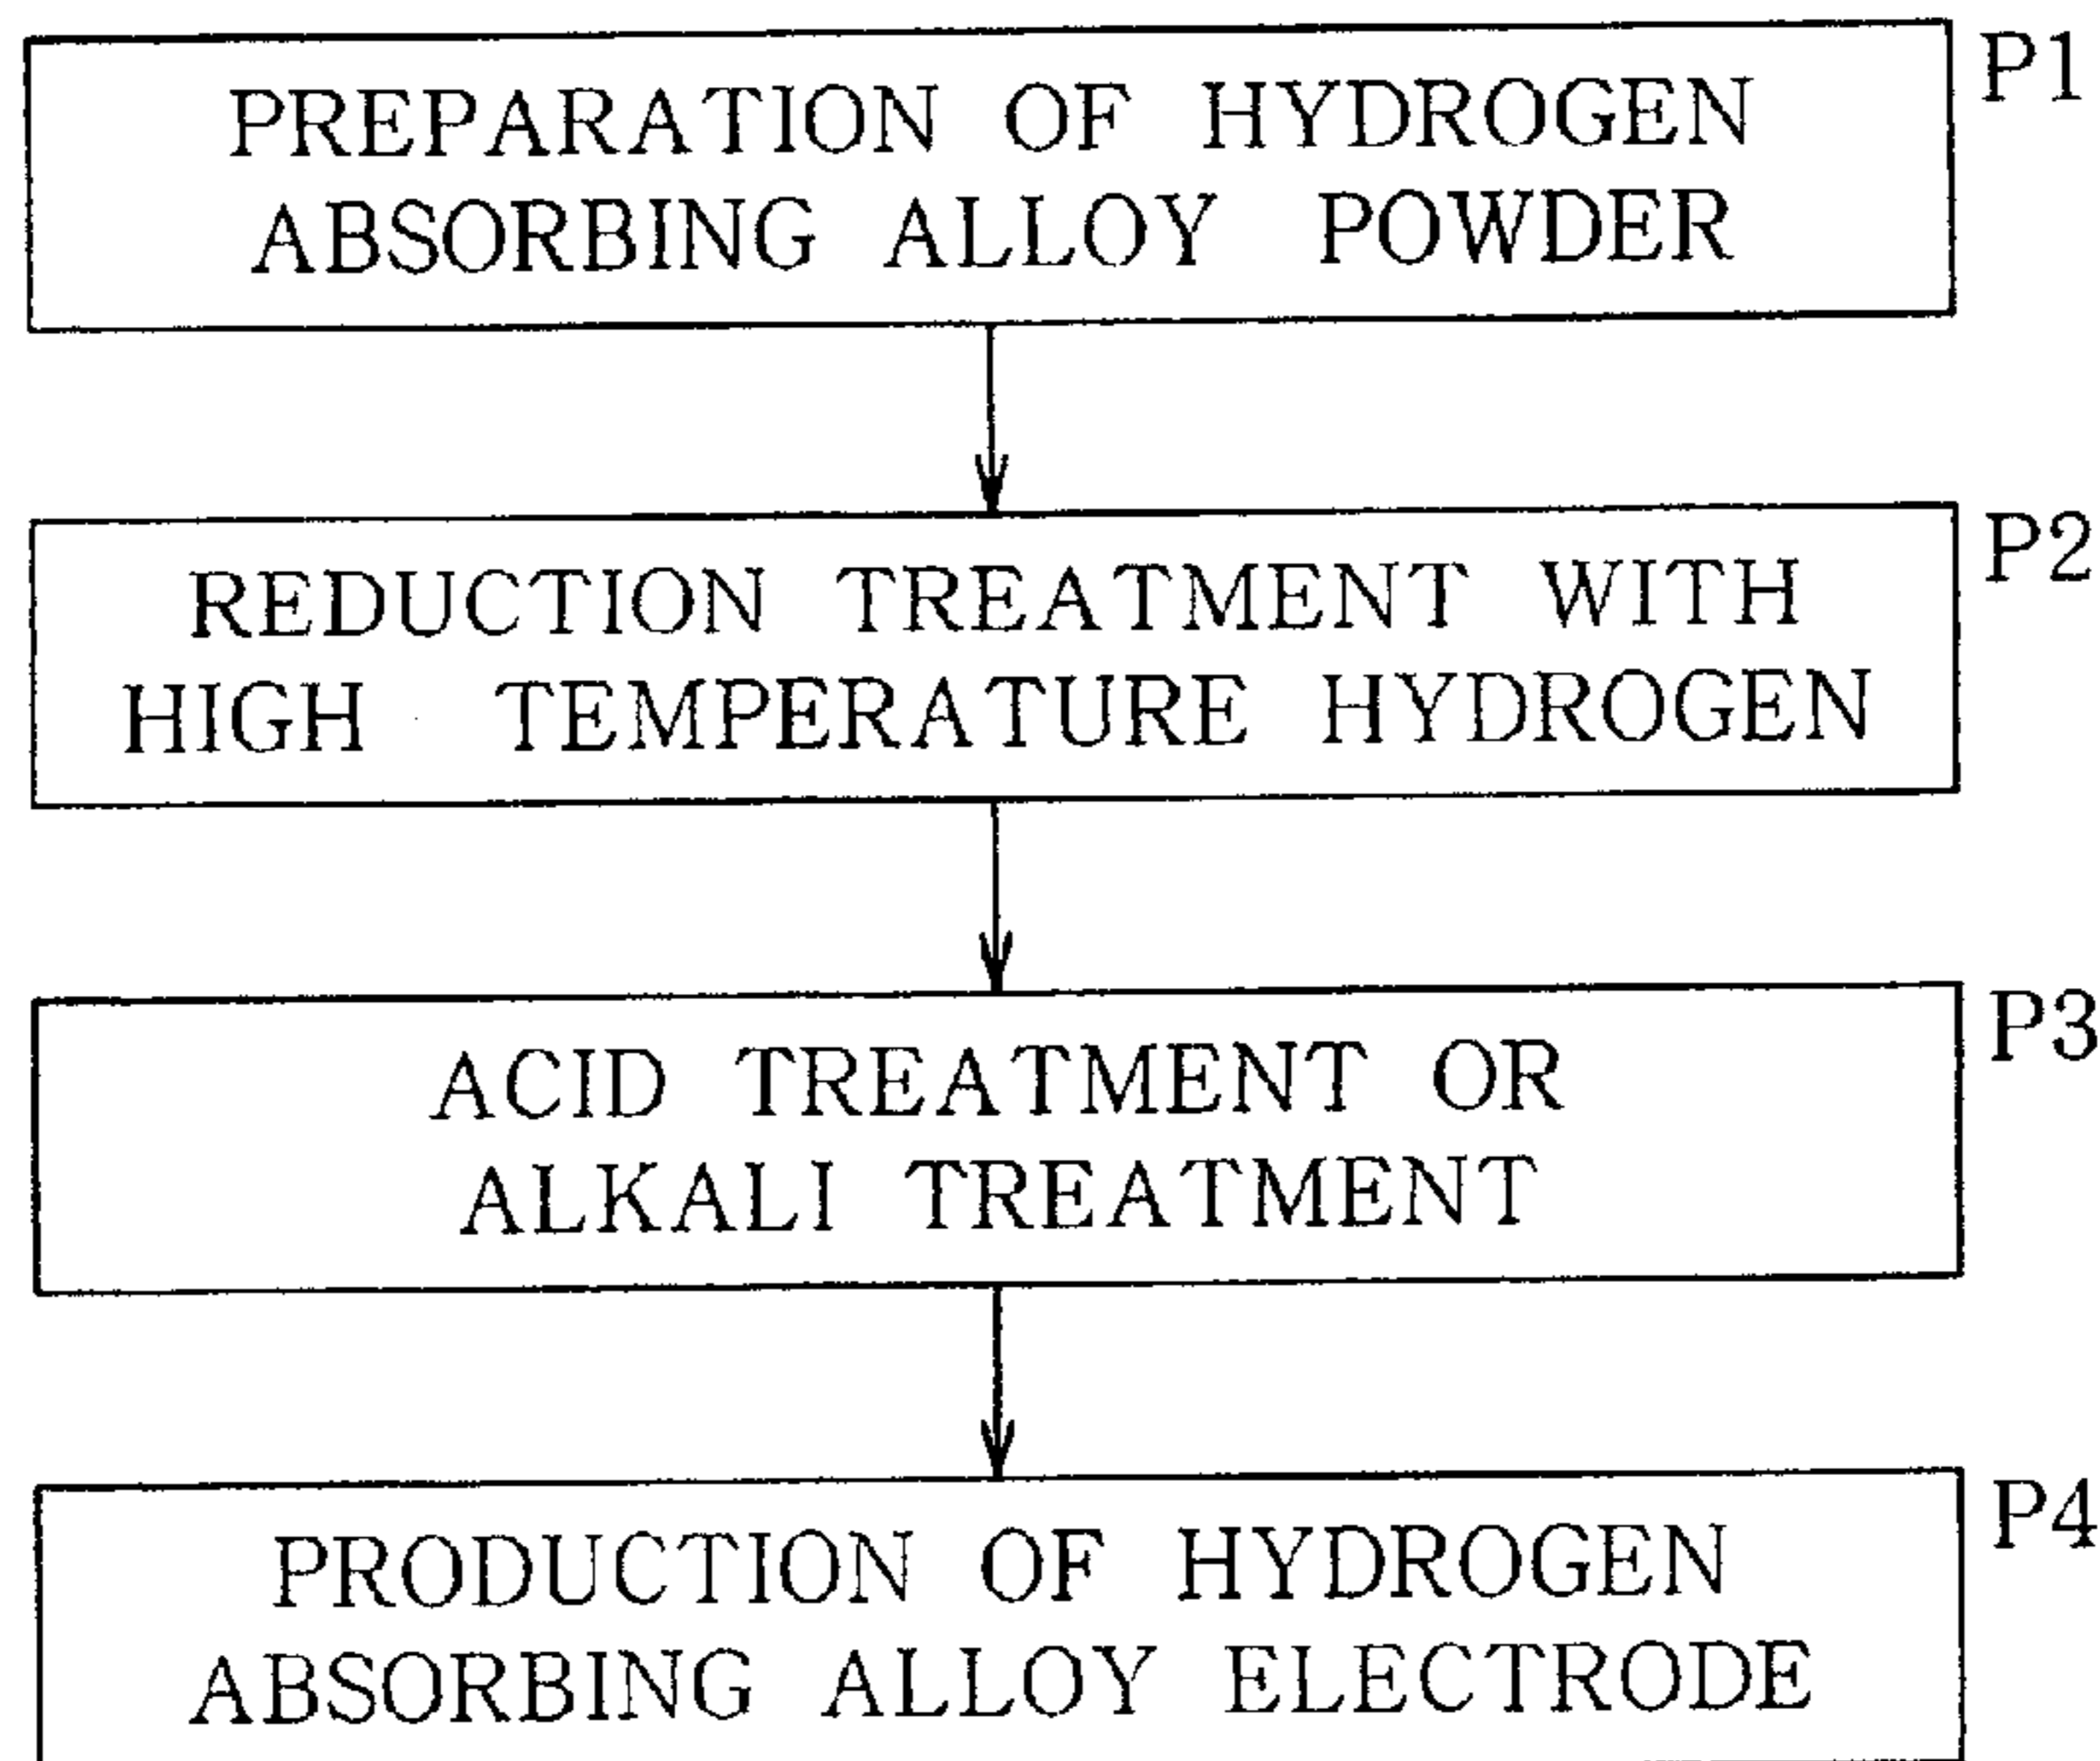 P1
PREPARATION OF HYDROGEN
ABSORBING ALLOY POWDER
P2
REDUCTION TREATMENT WITH
HIGH TEMPERATURE HYDROGEN
P3
ACID TREATMENT OR
ALKALI TREATMENT
P4
PRODUCTION OF HYDROGEN
ABSORBING ALLOY ELECTRODE